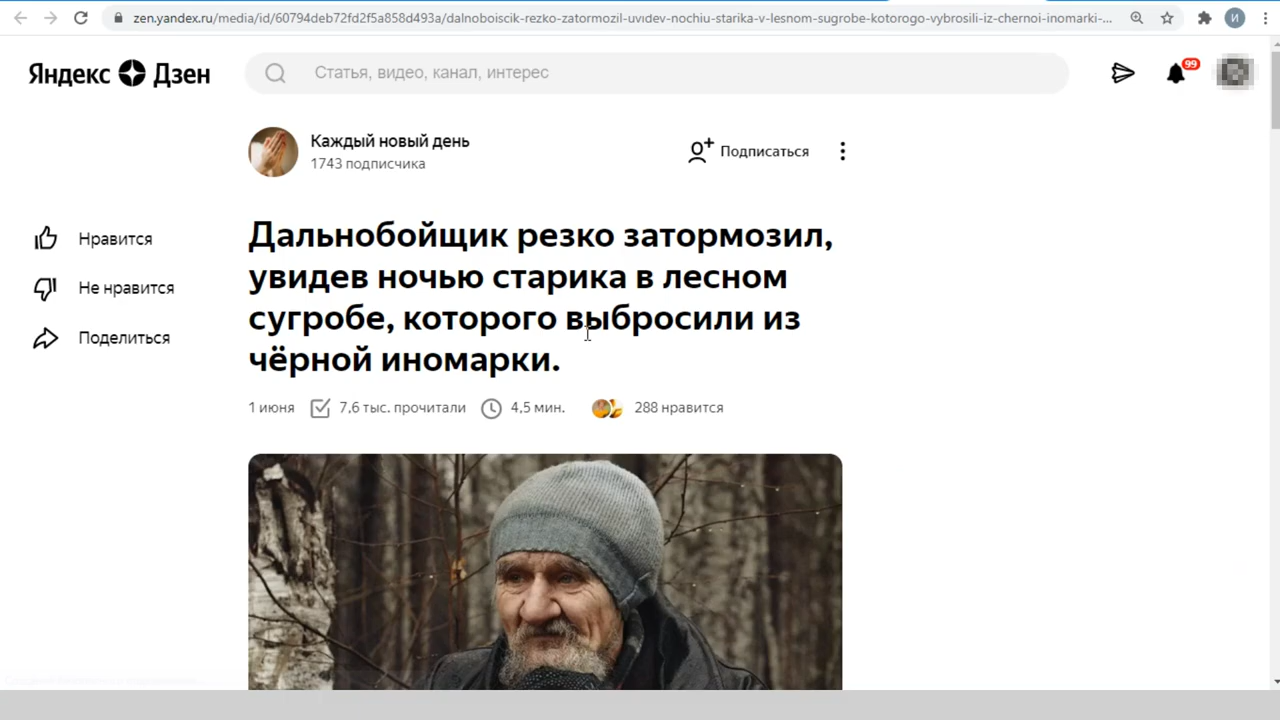 zen.yandex.ru/media/id/60794deb72fd2f5a858d493a/dalnoboiscik-rezko-zatormozil-uvidev-nochiu-starika-v-lesnom-sugrobe-kotorogo-vybrosili-iz-chernoi-inomarki-...
И
Яндекс Дзен
Статья, видео, канал, интерес
99
Каждый новый день
1743 подписчика
Подписаться
Нравится
Не нравится
Поделиться
Дальнобойщик резко затормозил,
увидев ночью старика в лесном
сугробе, которого выбросили из
чёрной иномарки.
1 июня 7,6 тыс. прочитали 4,5 мин. 288 нравится